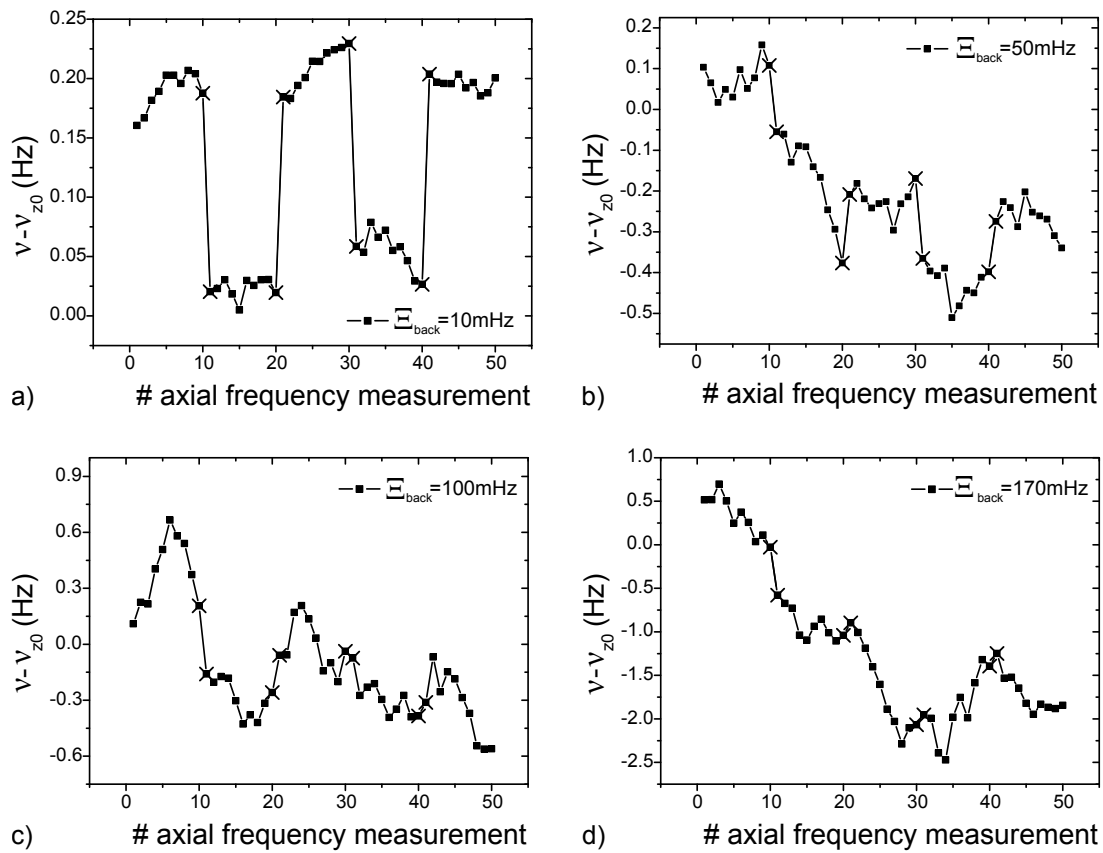 0.25
0.20
0.15
0.10
0.05
0.00
ν - ν_z0 (Hz)
Ξ_back=10mHz
0 10 20 30 40 50
# axial frequency measurement
a)
0.2
0.1
0.0
-0.1
-0.2
-0.3
-0.4
-0.5
ν - ν_z0 (Hz)
Ξ_back=50mHz
0 10 20 30 40 50
# axial frequency measurement
b)
0.9
0.6
0.3
0.0
-0.3
-0.6
ν - ν_z0 (Hz)
Ξ_back=100mHz
0 10 20 30 40 50
# axial frequency measurement
c)
1.0
0.5
0.0
-0.5
-1.0
-1.5
-2.0
-2.5
ν - ν_z0 (Hz)
Ξ_back=170mHz
0 10 20 30 40 50
# axial frequency measurement
d)